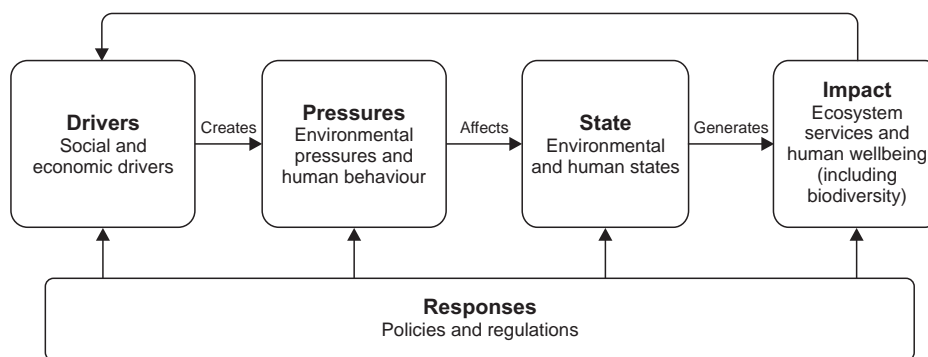 Drivers
Social and
economic drivers
Creates
Pressures
Environmental
pressures and
human behaviour
Affects
State
Environmental
and human states
Generates
Impact
Ecosystem
services and
human wellbeing
(including
biodiversity)
Responses
Policies and regulations